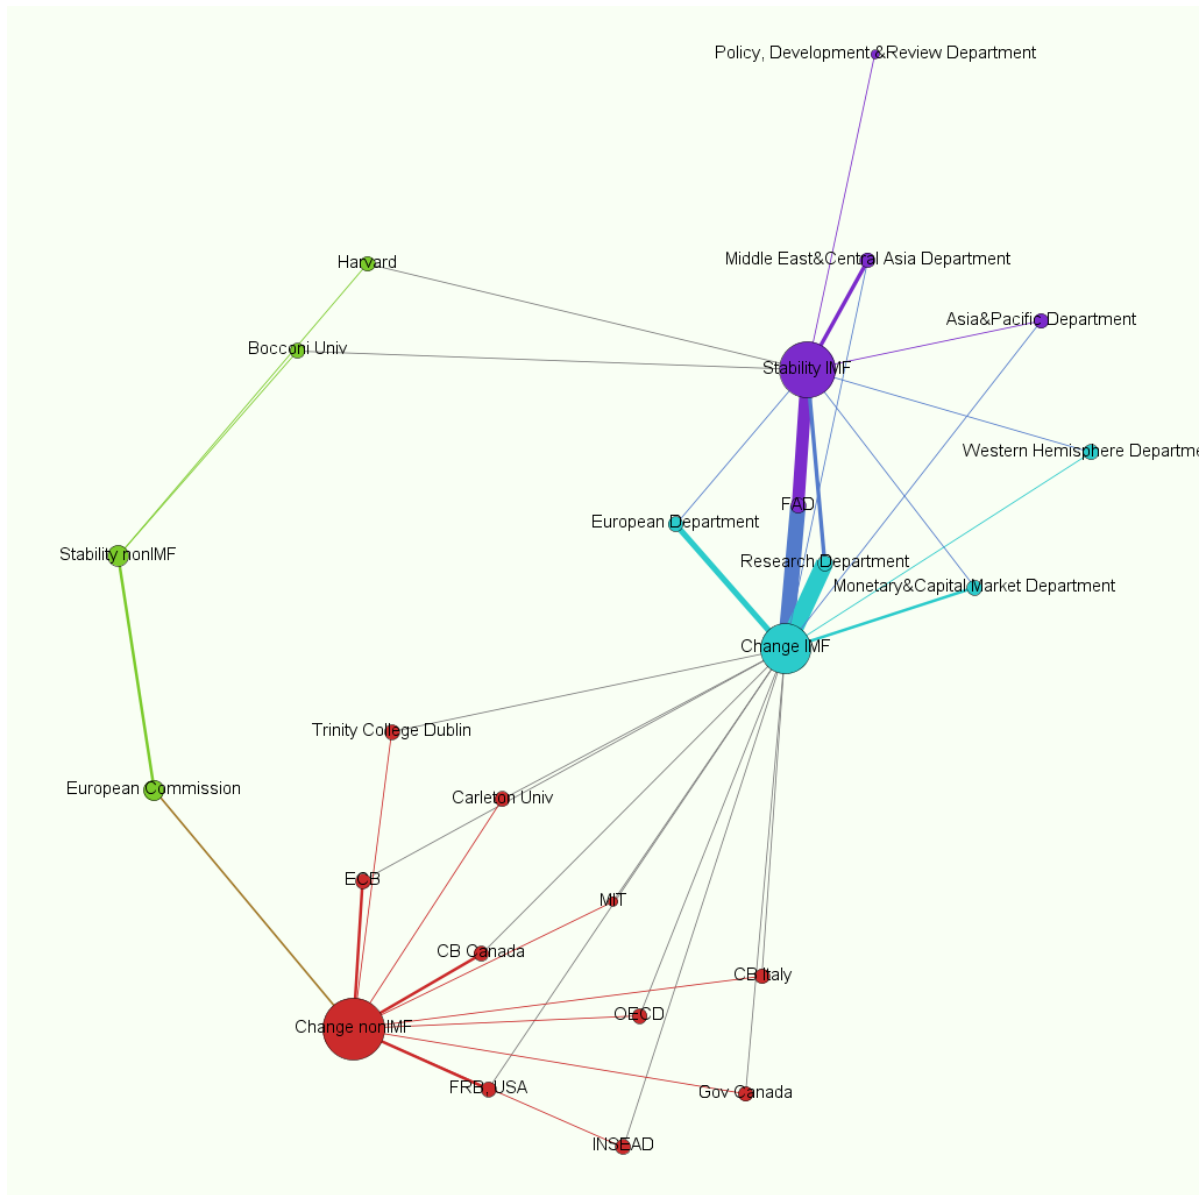 Policy, Development &Review Department
Middle East&Central Asia Department
Harvard
Asia&Pacific Department
Bocconi Univ
Stability IMF
Western Hemisphere Departme
FAD
European Department
Stability nonIMF
Research Department
Monetary&Capital Market Department
Change IMF
Trinity College Dublin
European Commission
Carleton Univ
ECB
MIT
CB Canada
CB Italy
OECD
Change nonIMF
FRB, USA
Gov Canada
INSEAD